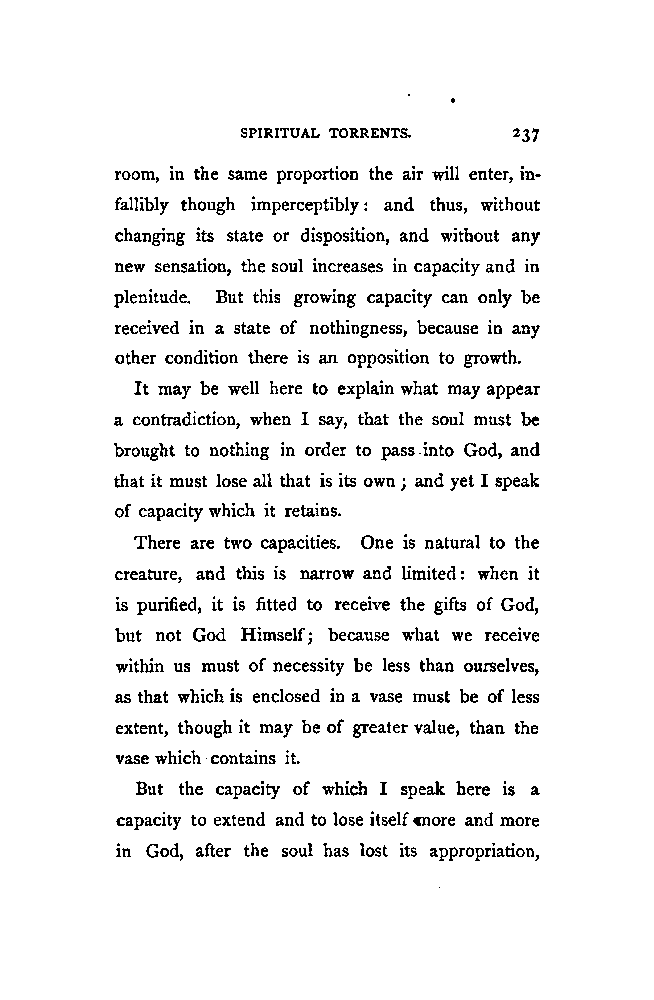 SPIRITUAL TORRENTS. 237
room, in the same proportion the air will enter, in-
fallibly though imperceptibly: and thus, without
changing its state or disposition, and without any
new sensation, the soul increases in capacity and in
plenitude. But this growing capacity can only be
received in a state of nothingness, because in any
other condition there is an opposition to growth.
It may be well here to explain what may appear
a contradiction, when I say, that the soul must be
brought to nothing in order to pass into God, and
that it must lose all that is its own; and yet I speak
of capacity which it retains.
There are two capacities. One is natural to the
creature, and this is narrow and limited: when it
is purified, it is fitted to receive the gifts of God,
but not God Himself; because what we receive
within us must of necessity be less than ourselves,
as that which is enclosed in a vase must be of less
extent, though it may be of greater value, than the
vase which contains it.
But the capacity of which I speak here is a
capacity to extend and to lose itself more and more
in God, after the soul has lost its appropriation,